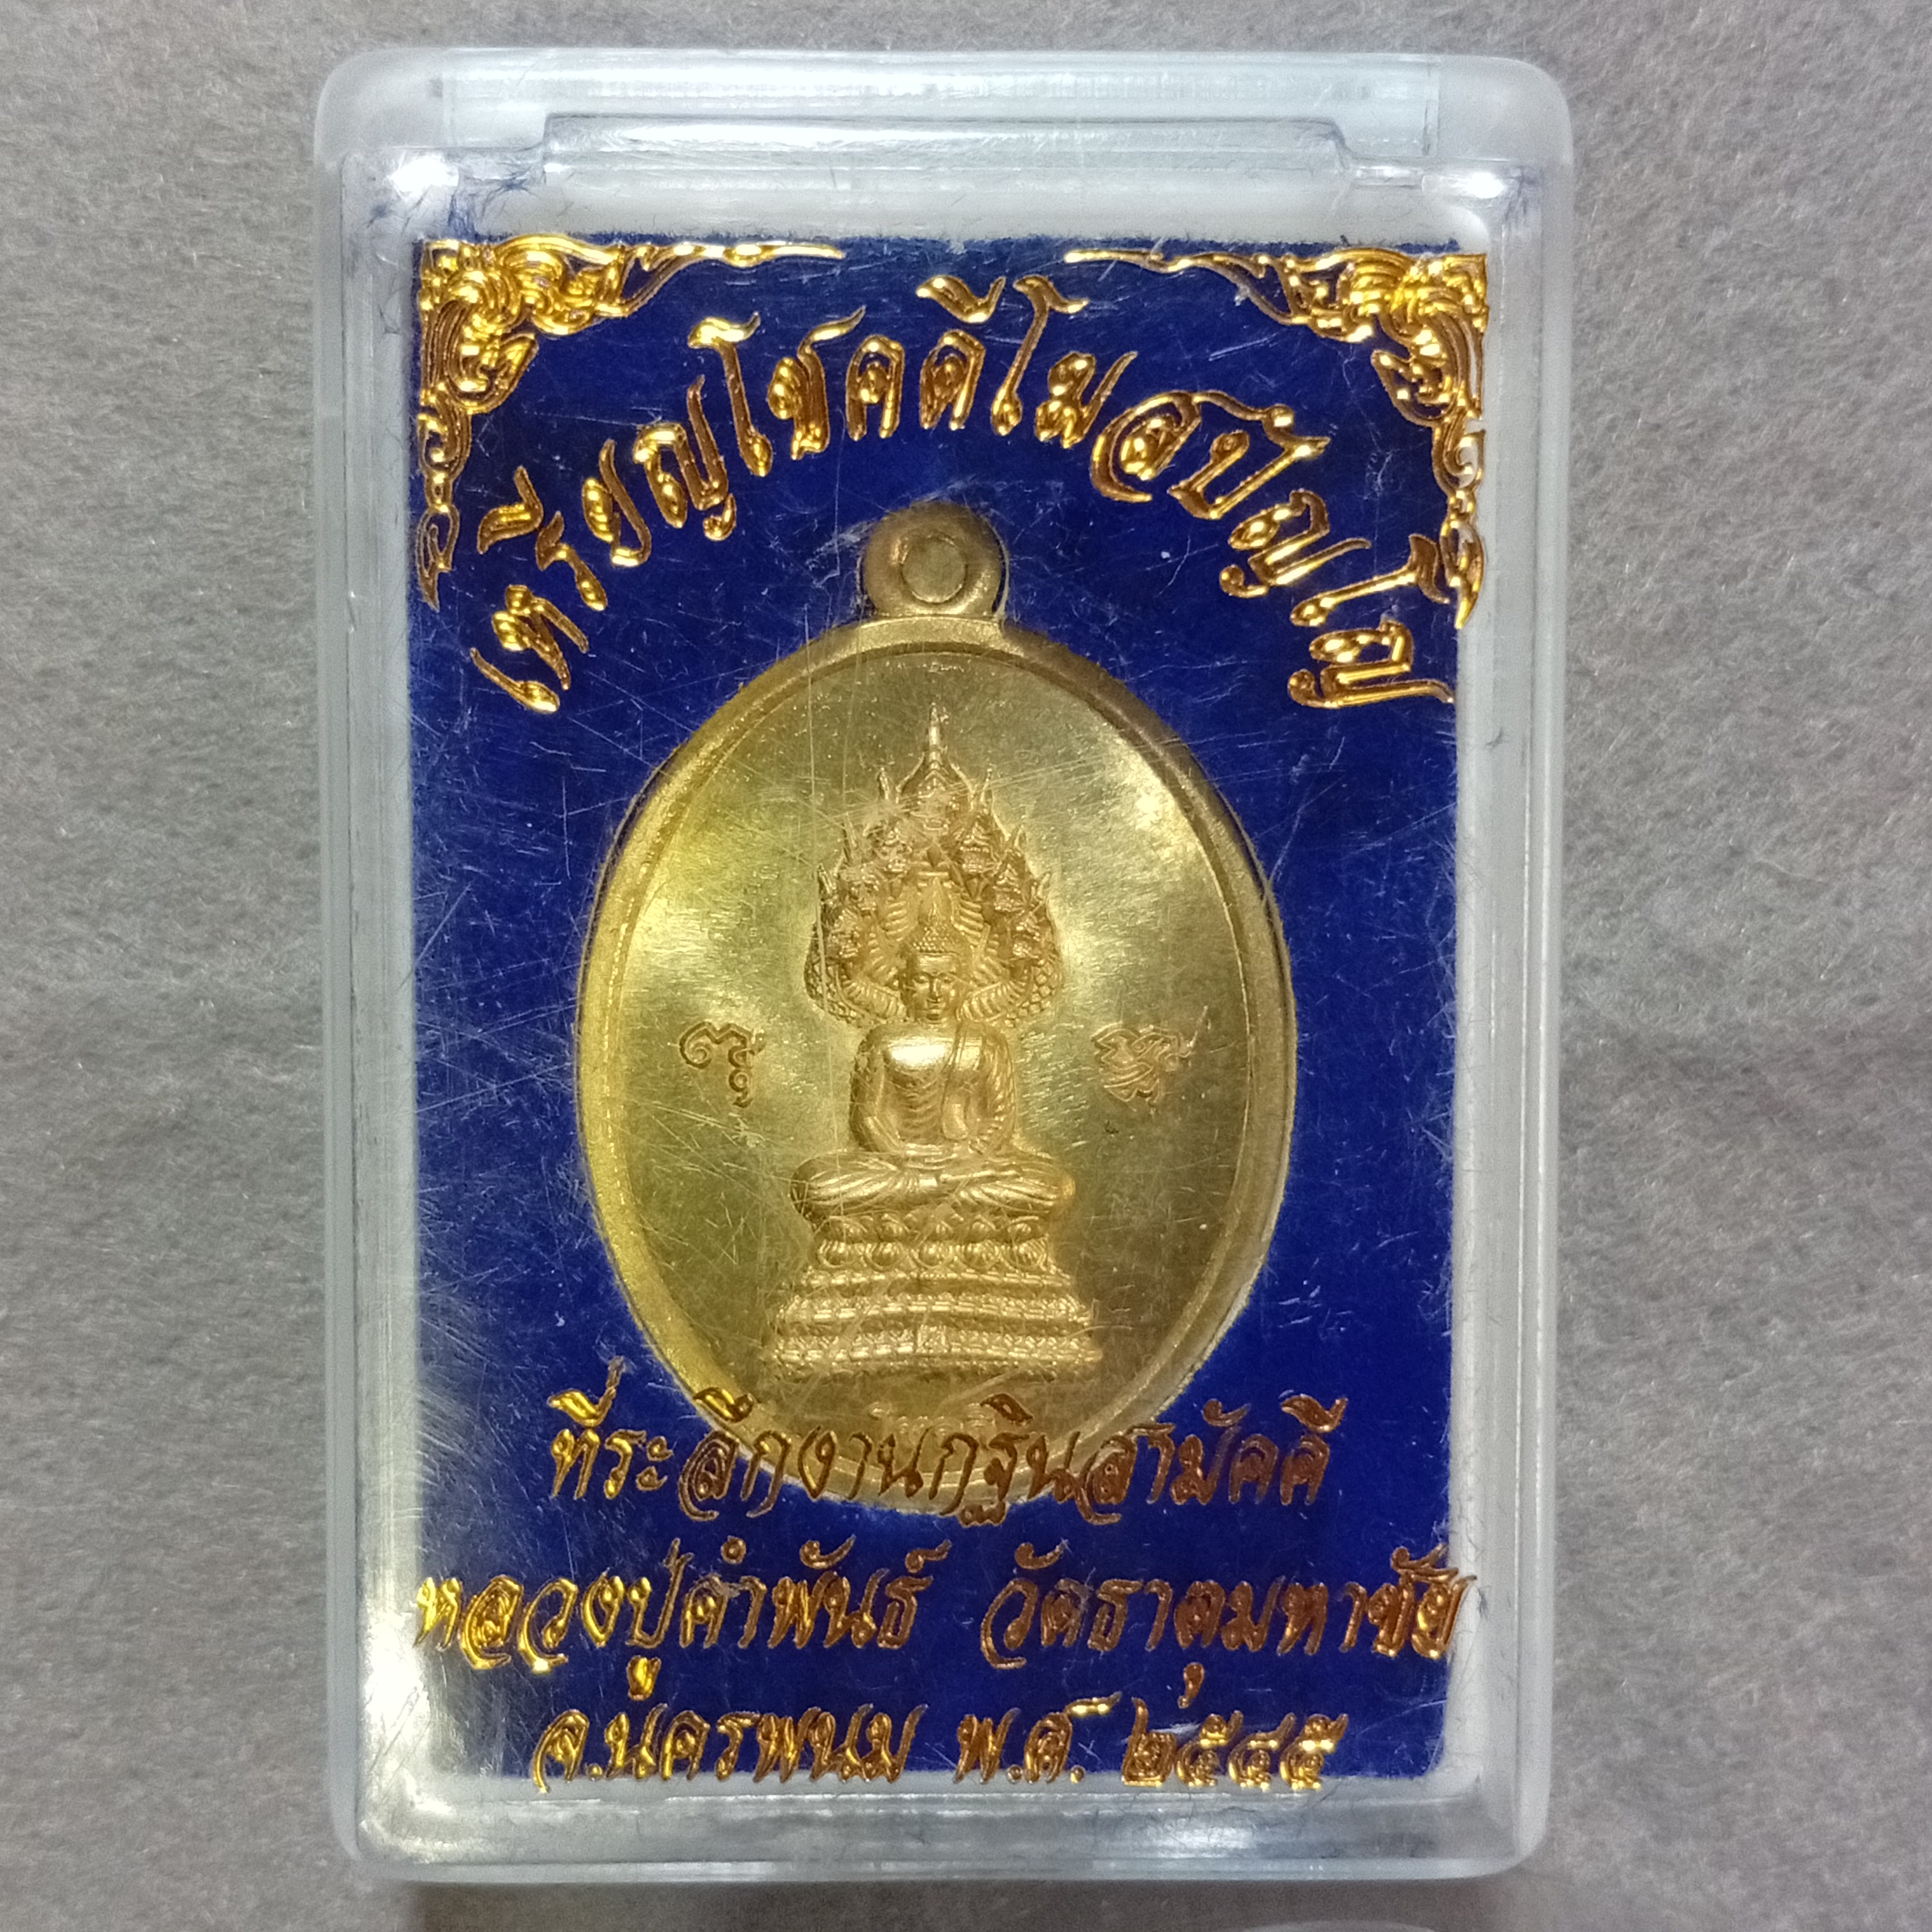 เหรียญโชคดีโฆสปัญโญ
ที่ระลึกงานกฐินสามัคคี
หลวงปู่คำพันธ์ วัดธาตุมหาชัย
จ.นครพนม พ.ศ. ๒๕๔๕